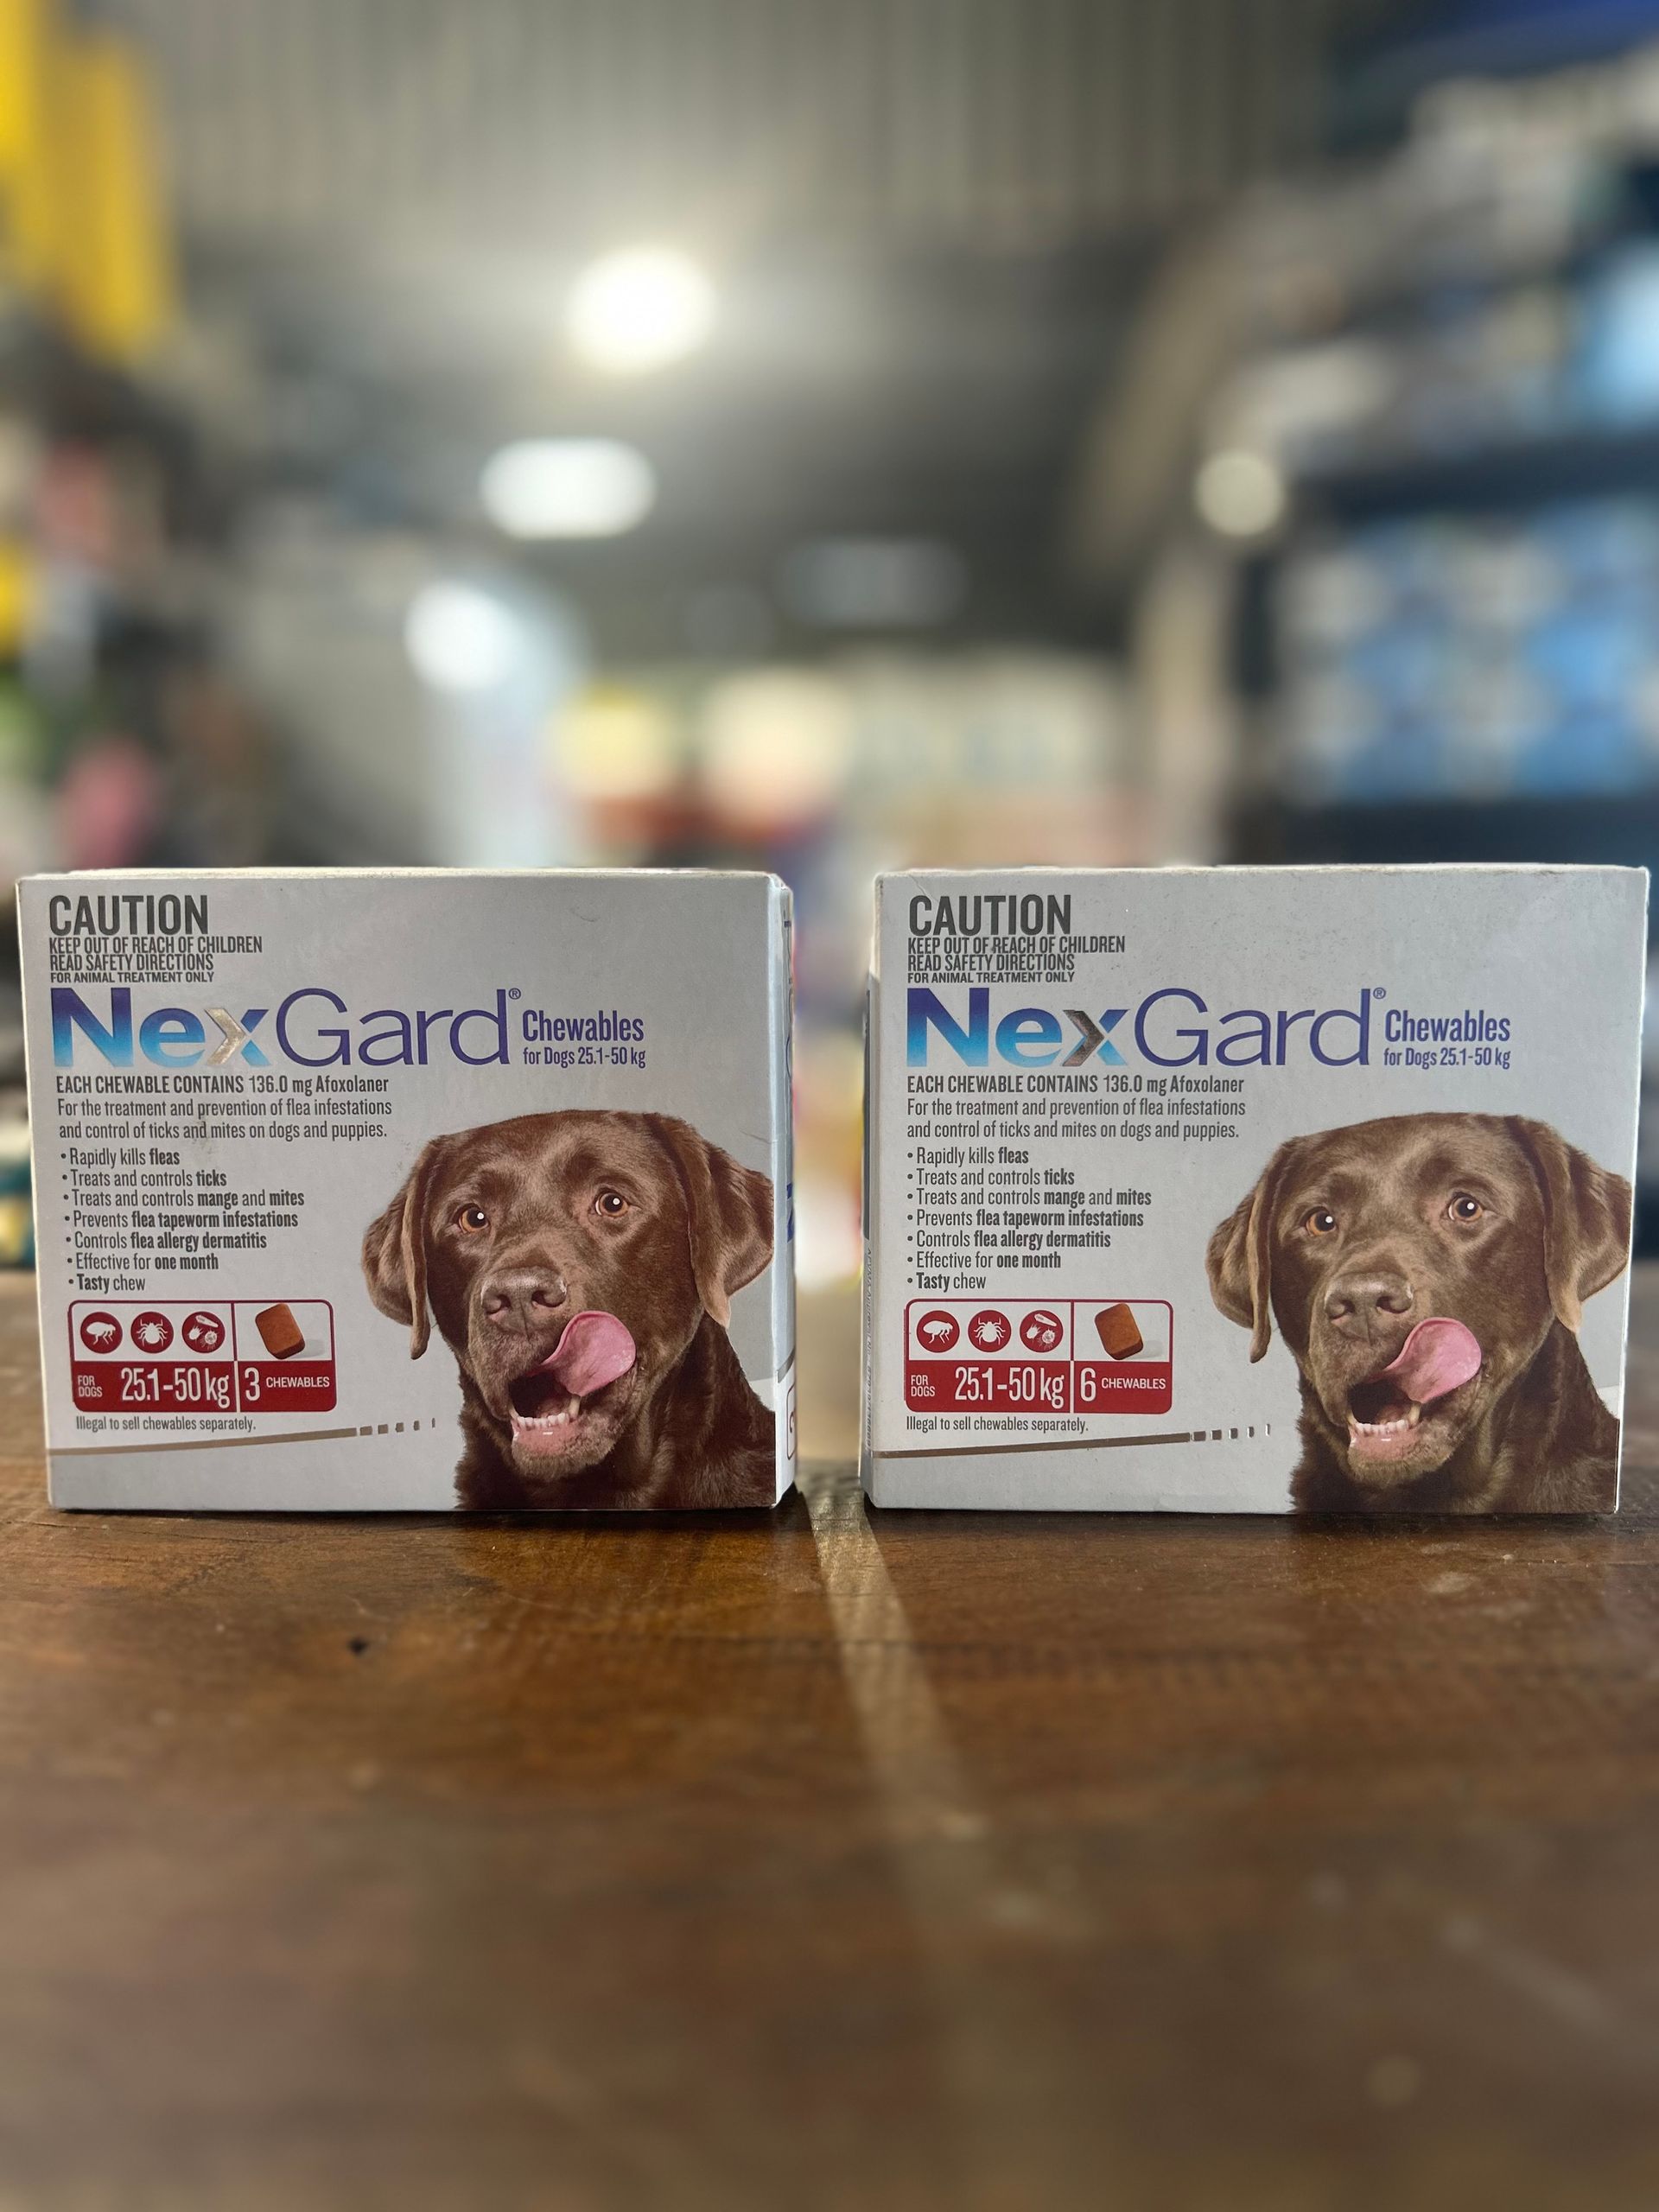 CAUTION
KEEP OUT OF REACH OF CHILDREN
READ SAFETY DIRECTIONS
FOR ANIMAL TREATMENT ONLY
NexGard® Chewables
for Dogs 25.1-50 kg
EACH CHEWABLE CONTAINS 136.0 mg Afoxolaner
For the treatment and prevention of flea infestations
and control of ticks and mites on dogs and puppies.
• Rapidly kills fleas
• Treats and controls ticks
• Treats and controls mange and mites
• Prevents flea tapeworm infestations
• Controls flea allergy dermatitis
• Effective for one month
• Tasty chew
FOR DOGS 25.1-50 kg 3 CHEWABLES
Illegal to sell chewables separately.
CAUTION
KEEP OUT OF REACH OF CHILDREN
READ SAFETY DIRECTIONS
FOR ANIMAL TREATMENT ONLY
NexGard® Chewables
for Dogs 25.1-50 kg
EACH CHEWABLE CONTAINS 136.0 mg Afoxolaner
For the treatment and prevention of flea infestations
and control of ticks and mites on dogs and puppies.
• Rapidly kills fleas
• Treats and controls ticks
• Treats and controls mange and mites
• Prevents flea tapeworm infestations
• Controls flea allergy dermatitis
• Effective for one month
• Tasty chew
FOR DOGS 25.1-50 kg 6 CHEWABLES
Illegal to sell chewables separately.